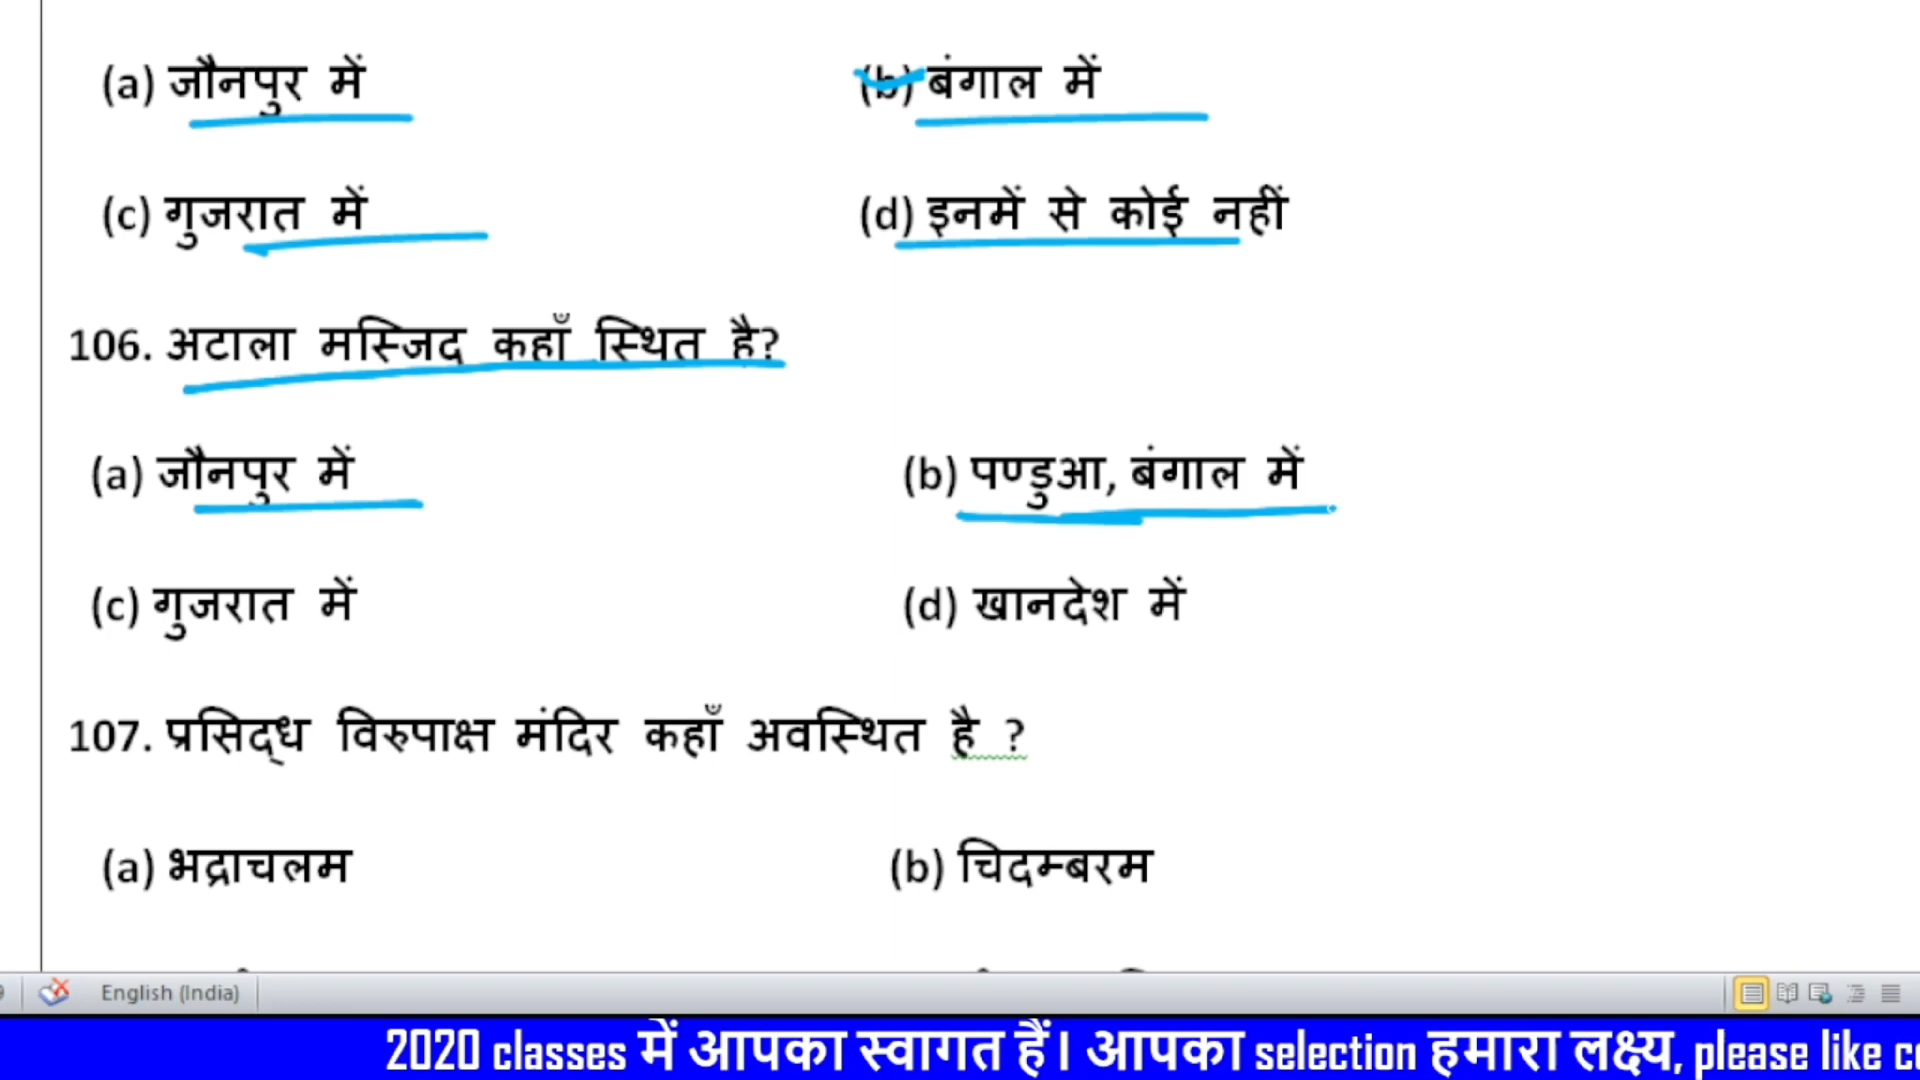 (a) जौनपुर में (b) बंगाल में
(c) गुजरात में (d) इनमें से कोई नहीं
106. अटाला मस्जिद कहाँ स्थित है?
(a) जौनपुर में (b) पण्डुआ, बंगाल में
(c) गुजरात में (d) खानदेश में
107. प्रसिद्ध विरुपाक्ष मंदिर कहाँ अवस्थित है ?
(a) भद्राचलम (b) चिदम्बरम
English (India)
2020 classes में आपका स्वागत हैं। आपका selection हमारा लक्ष्य, please like